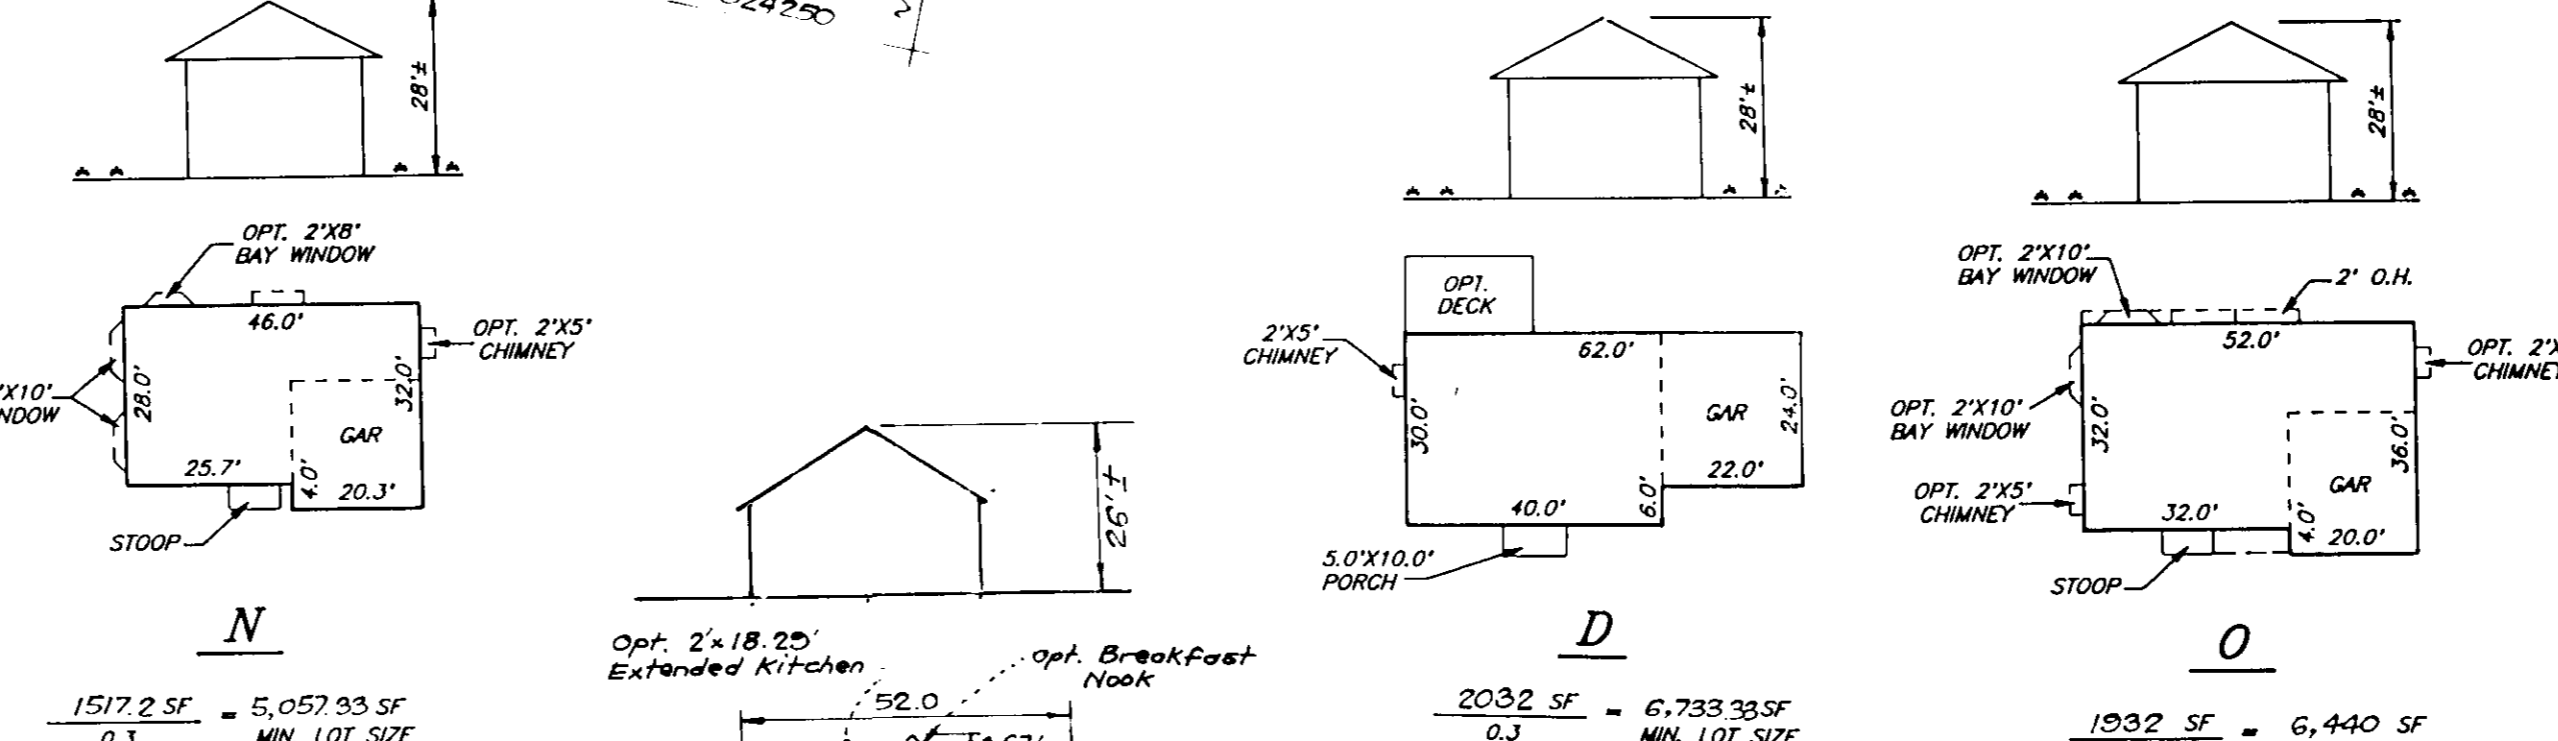 24250
28'±
OPT. 2'X8'
BAY WINDOW
46.0'
OPT. 2'X5'
CHIMNEY
'X10'
NDOW
28.0'
32.0'
GAR
25.7'
4.0'
20.3'
STOOP
N
1517.2 SF = 5,057.33 SF
0.3 MIN. LOT SIZE
26'±
Opt. 2'x18.29'
Extended Kitchen
Opt. Breakfast
Nook
52.0
28'±
OPT.
DECK
2'X5'
CHIMNEY
62.0'
30.0'
GAR
24.0'
22.0'
6.0'
40.0'
5.0'X10.0'
PORCH
D
2032 SF = 6,733.33 SF
0.3 MIN. LOT SIZE
28'±
OPT. 2'X10'
BAY WINDOW
2' O.H.
52.0'
OPT. 2'X
CHIMNEY
OPT. 2'X10'
BAY WINDOW
32.0'
36.0'
GAR
OPT. 2'X5'
CHIMNEY
32.0'
4.0'
20.0'
STOOP
O
1932 SF = 6,440 SF